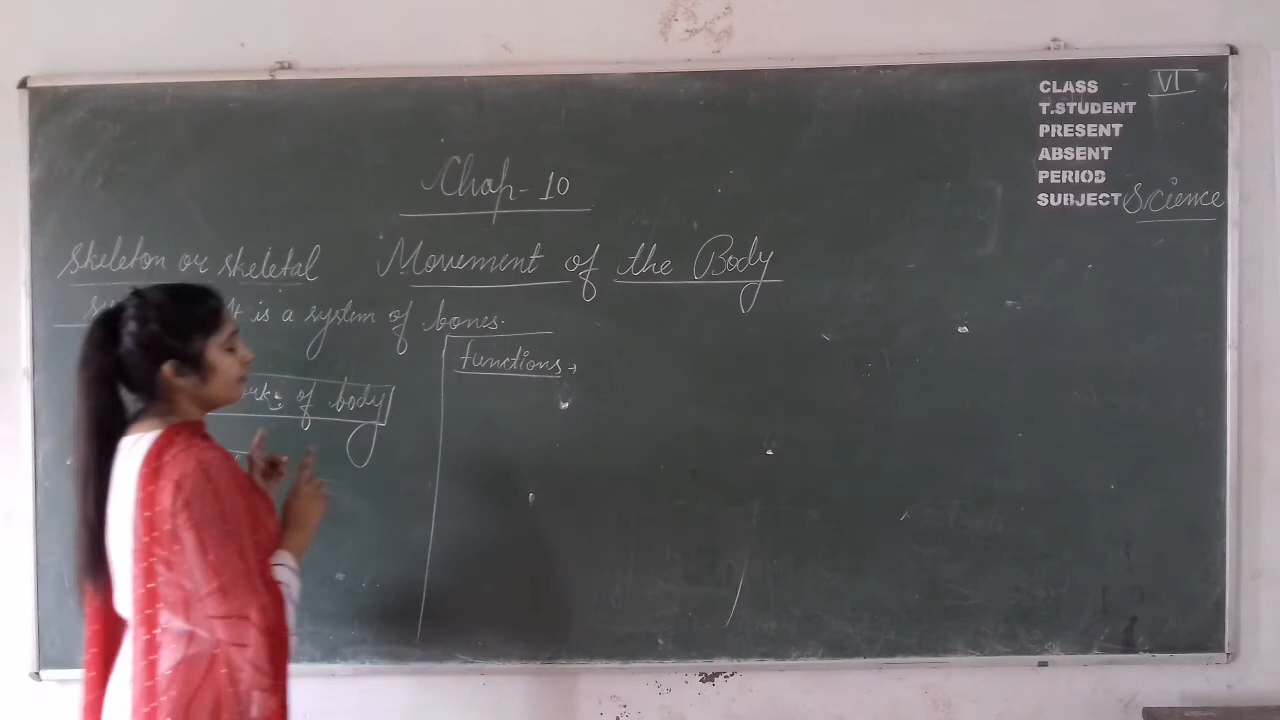 CLASS VI
T.STUDENT
PRESENT
ABSENT
PERIOD
SUBJECT Science
Chap-10
Movement of the Body
Skeleton or skeletal
It is a system of bones.
of body
Functions →